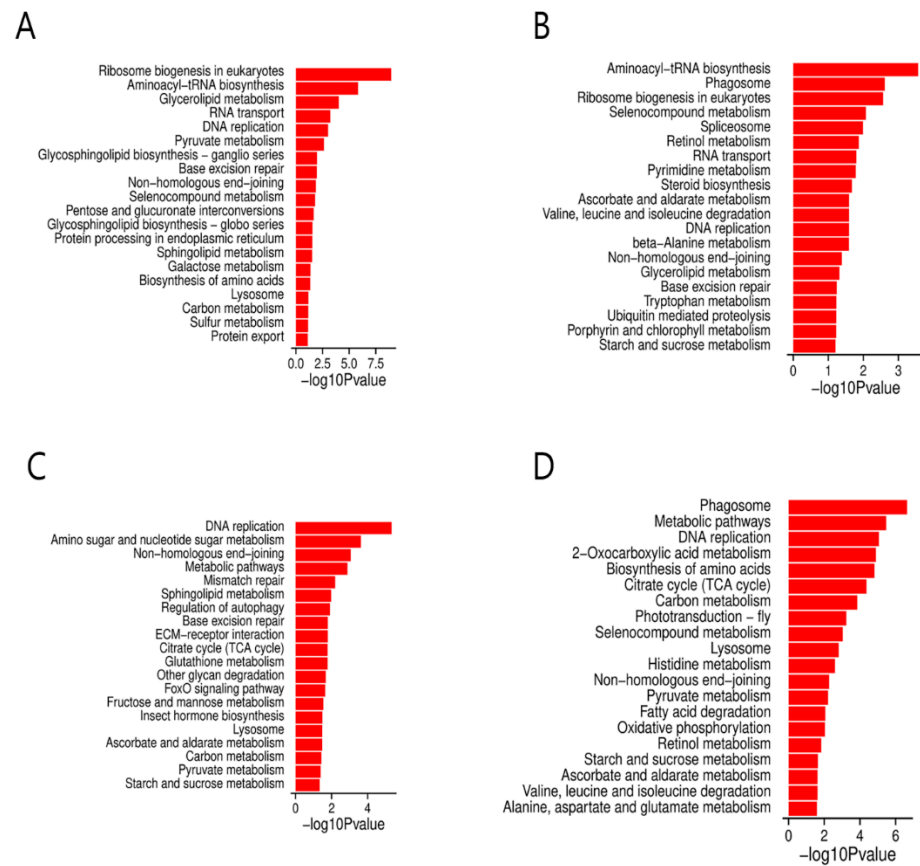 A
Ribosome biogenesis in eukaryotes
Aminoacyl−tRNA biosynthesis
Glycerolipid metabolism
RNA transport
DNA replication
Pyruvate metabolism
Glycosphingolipid biosynthesis − ganglio series
Base excision repair
Non−homologous end−joining
Selenocompound metabolism
Pentose and glucuronate interconversions
Glycosphingolipid biosynthesis − globo series
Protein processing in endoplasmic reticulum
Sphingolipid metabolism
Galactose metabolism
Biosynthesis of amino acids
Lysosome
Carbon metabolism
Sulfur metabolism
Protein export
0.0 2.5 5.0 7.5
−log10Pvalue
B
Aminoacyl−tRNA biosynthesis
Phagosome
Ribosome biogenesis in eukaryotes
Selenocompound metabolism
Spliceosome
Retinol metabolism
RNA transport
Pyrimidine metabolism
Steroid biosynthesis
Ascorbate and aldarate metabolism
Valine, leucine and isoleucine degradation
DNA replication
beta−Alanine metabolism
Non−homologous end−joining
Glycerolipid metabolism
Base excision repair
Tryptophan metabolism
Ubiquitin mediated proteolysis
Porphyrin and chlorophyll metabolism
Starch and sucrose metabolism
0 1 2 3
−log10Pvalue
C
DNA replication
Amino sugar and nucleotide sugar metabolism
Non−homologous end−joining
Metabolic pathways
Mismatch repair
Sphingolipid metabolism
Regulation of autophagy
Base excision repair
ECM−receptor interaction
Citrate cycle (TCA cycle)
Glutathione metabolism
Other glycan degradation
FoxO signaling pathway
Fructose and mannose metabolism
Insect hormone biosynthesis
Lysosome
Ascorbate and aldarate metabolism
Carbon metabolism
Pyruvate metabolism
Starch and sucrose metabolism
0 2 4
−log10Pvalue
D
Phagosome
Metabolic pathways
DNA replication
2−Oxocarboxylic acid metabolism
Biosynthesis of amino acids
Citrate cycle (TCA cycle)
Carbon metabolism
Phototransduction − fly
Selenocompound metabolism
Lysosome
Histidine metabolism
Non−homologous end−joining
Pyruvate metabolism
Fatty acid degradation
Oxidative phosphorylation
Retinol metabolism
Starch and sucrose metabolism
Ascorbate and aldarate metabolism
Valine, leucine and isoleucine degradation
Alanine, aspartate and glutamate metabolism
0 2 4 6
−log10Pvalue